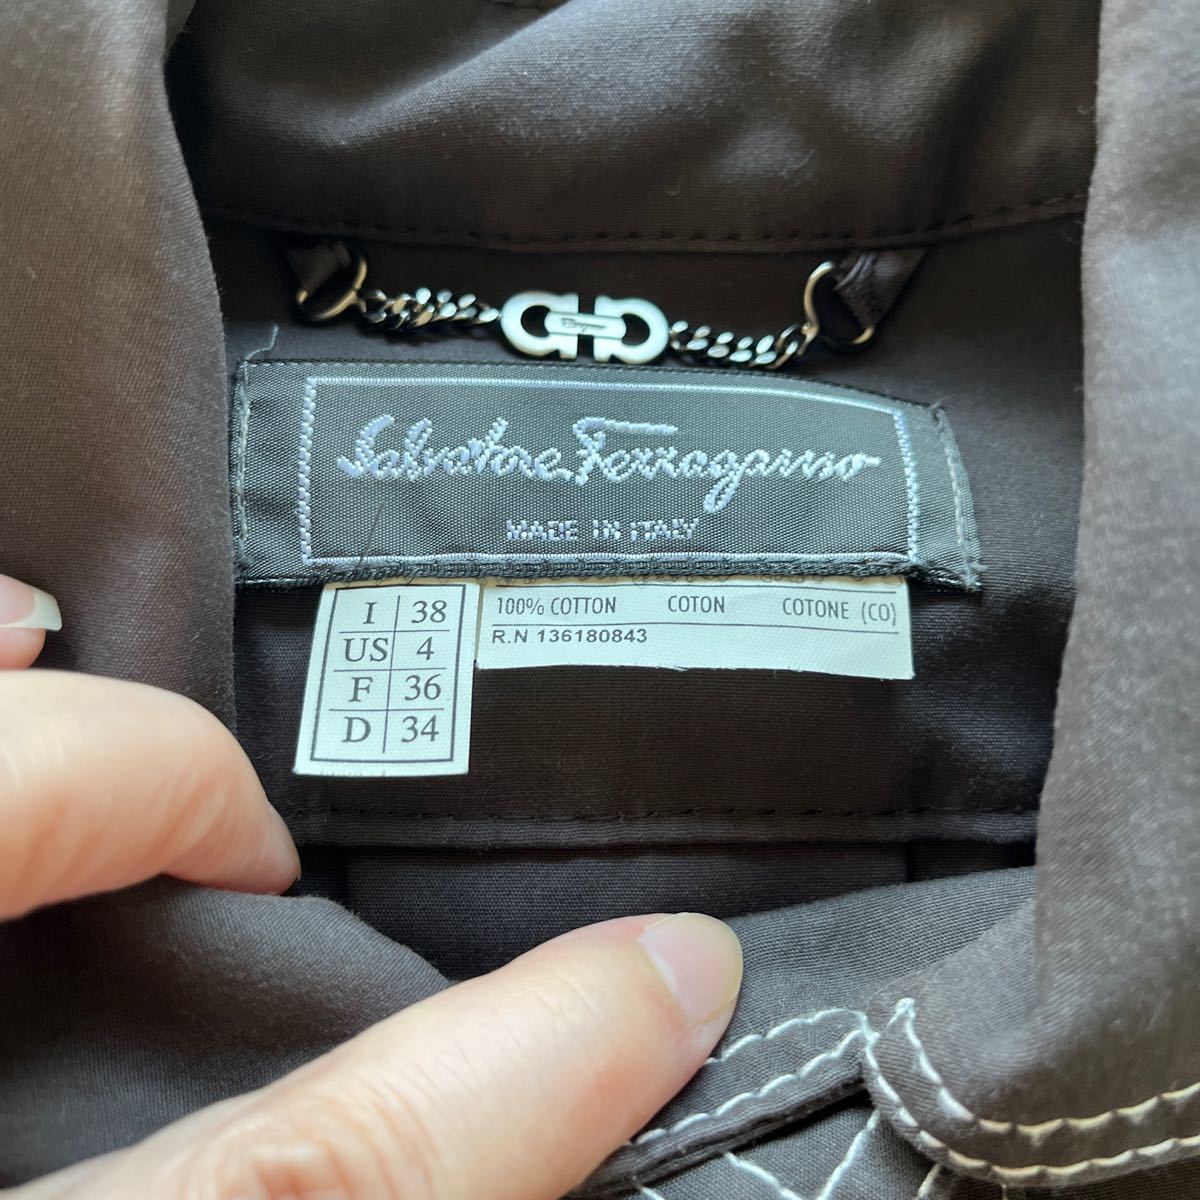 Salvatore Ferragamo
MADE IN ITALY
I 38
US 4
F 36
D 34
100% COTTON COTON COTONE (CO)
R.N 136180843